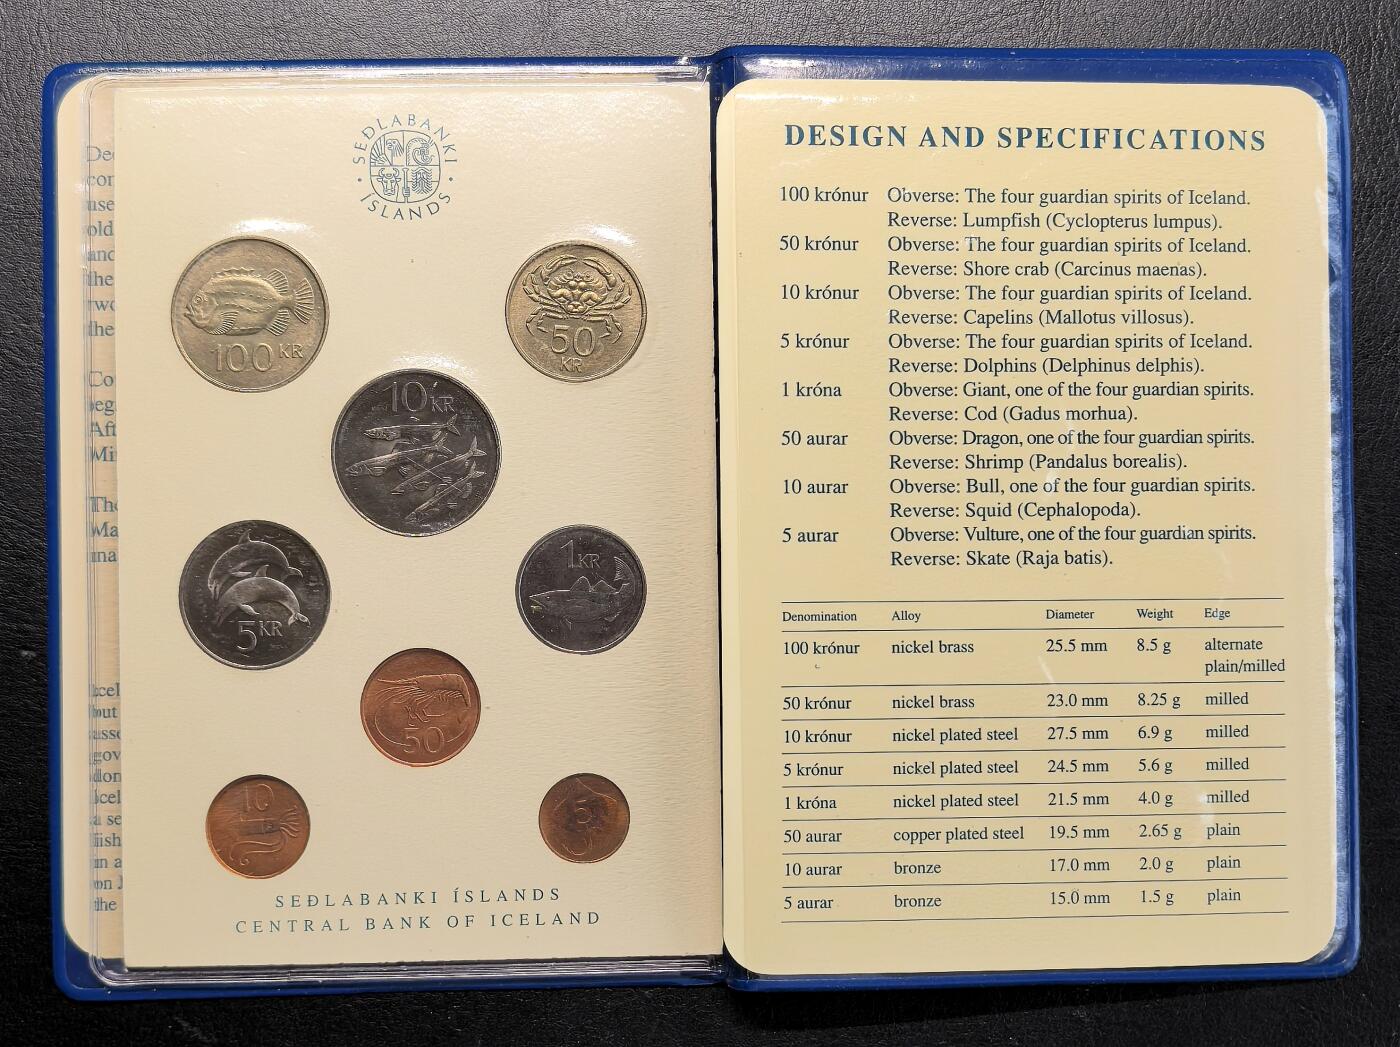 SEÐLABANKI
ÍSLANDS
100 KR
50
KR
10 KR
5 KR
1 KR
50
10
5
SEÐLABANKI ÍSLANDS
CENTRAL BANK OF ICELAND
DESIGN AND SPECIFICATIONS
100 krónur Obverse: The four guardian spirits of Iceland.
Reverse: Lumpfish (Cyclopterus lumpus).
50 krónur Obverse: The four guardian spirits of Iceland.
Reverse: Shore crab (Carcinus maenas).
10 krónur Obverse: The four guardian spirits of Iceland.
Reverse: Capelins (Mallotus villosus).
5 krónur Obverse: The four guardian spirits of Iceland.
Reverse: Dolphins (Delphinus delphis).
1 króna Obverse: Giant, one of the four guardian spirits.
Reverse: Cod (Gadus morhua).
50 aurar Obverse: Dragon, one of the four guardian spirits.
Reverse: Shrimp (Pandalus borealis).
10 aurar Obverse: Bull, one of the four guardian spirits.
Reverse: Squid (Cephalopoda).
5 aurar Obverse: Vulture, one of the four guardian spirits.
Reverse: Skate (Raja batis).
Denomination Alloy Diameter Weight Edge
100 krónur nickel brass 25.5 mm 8.5 g alternate
plain/milled
50 krónur nickel brass 23.0 mm 8.25 g milled
10 krónur nickel plated steel 27.5 mm 6.9 g milled
5 krónur nickel plated steel 24.5 mm 5.6 g milled
1 króna nickel plated steel 21.5 mm 4.0 g milled
50 aurar copper plated steel 19.5 mm 2.65 g plain
10 aurar bronze 17.0 mm 2.0 g plain
5 aurar bronze 15.0 mm 1.5 g plain